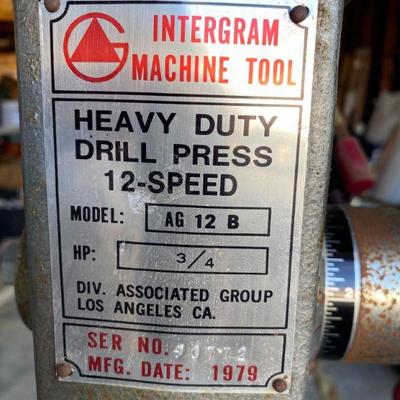 INTERGRAM
MACHINE TOOL
HEAVY DUTY
DRILL PRESS
12-SPEED
MODEL: AG 12 B
HP: 3/4
DIV. ASSOCIATED GROUP
LOS ANGELES CA.
SER NO.
MFG. DATE: 1979